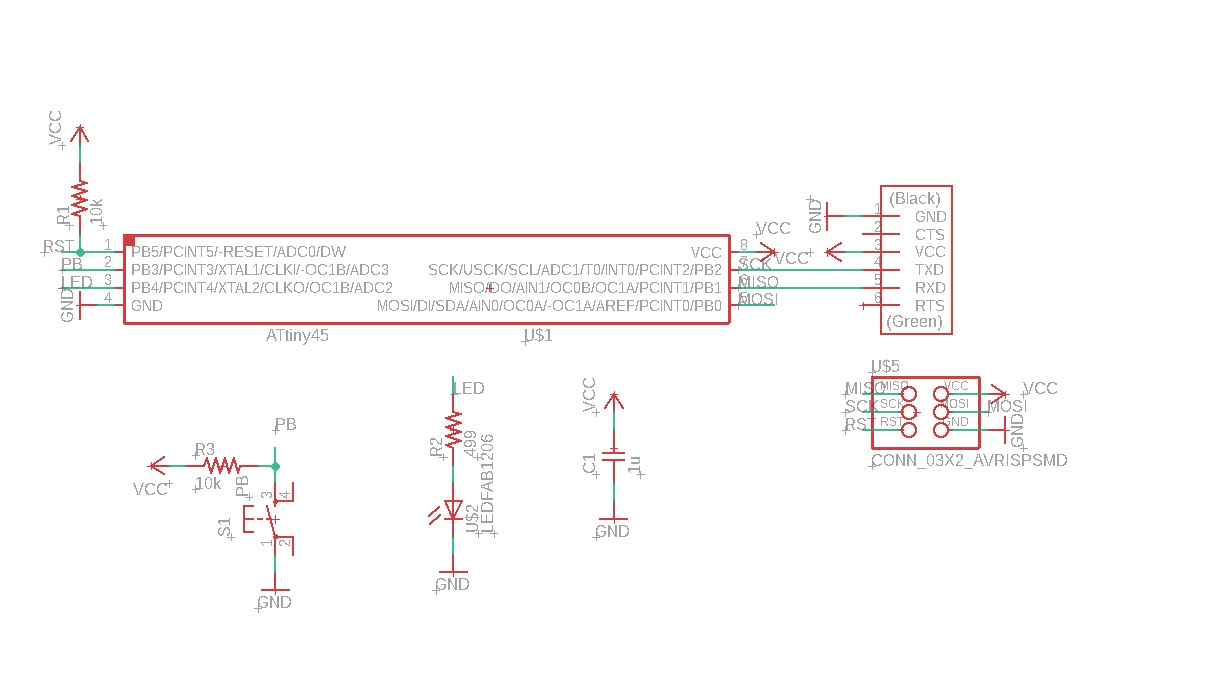 VCC
R1
10k
RST
PB
LED
GND
1
2
3
4
PB5/PCINT5/-RESET/ADC0/DW
PB3/PCINT3/XTAL1/CLKI/-OC1B/ADC3
PB4/PCINT4/XTAL2/CLKO/OC1B/ADC2
GND
VCC
SCK/USCK/SCL/ADC1/T0/INT0/PCINT2/PB2
MISO/DO/AIN1/OC0B/OC1A/PCINT1/PB1
MOSI/DI/SDA/AIN0/OC0A/-OC1A/AREF/PCINT0/PB0
8
7
6
5
VCC
SCK
MISO
MOSI
ATtiny45
U$1
GND
VCC
1
2
3
4
5
6
(Black)
GND
CTS
VCC
TXD
RXD
RTS
(Green)
U$5
MISO
SCK
RST
MISO
SCK
RST
VCC
MOSI
GND
VCC
MOSI
GND
CONN_03X2_AVRISPSMD
LED
R2
499
U$2
LEDFAB1206
GND
VCC
C1
1u
GND
PB
R3
10k
VCC
PB
S1
3
4
1
2
GND